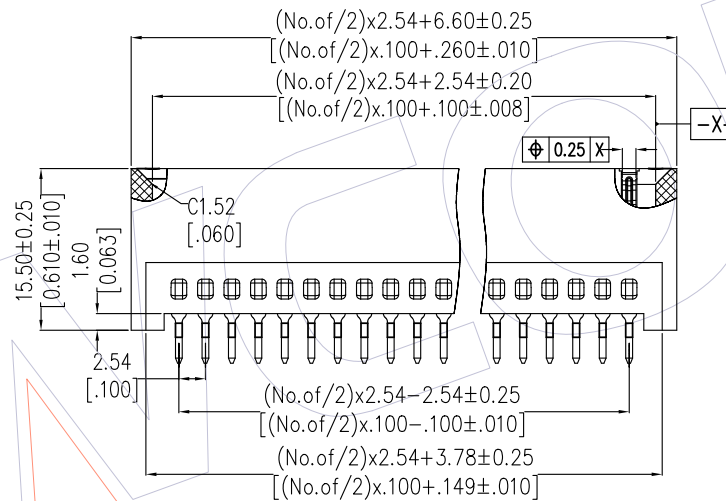 (No.of/2)x2.54+6.60±0.25
[(No.of/2)x.100+.260±.010]
(No.of/2)x2.54+2.54±0.20
[(No.of/2)x.100+.100±.008]
-X-
⌖ 0.25 X
C1.52
[.060]
15.50±0.25
[0.610±.010]
1.60
[0.063]
2.54
[.100]
(No.of/2)x2.54-2.54±0.25
[(No.of/2)x.100-.100±.010]
(No.of/2)x2.54+3.78±0.25
[(No.of/2)x.100+.149±.010]